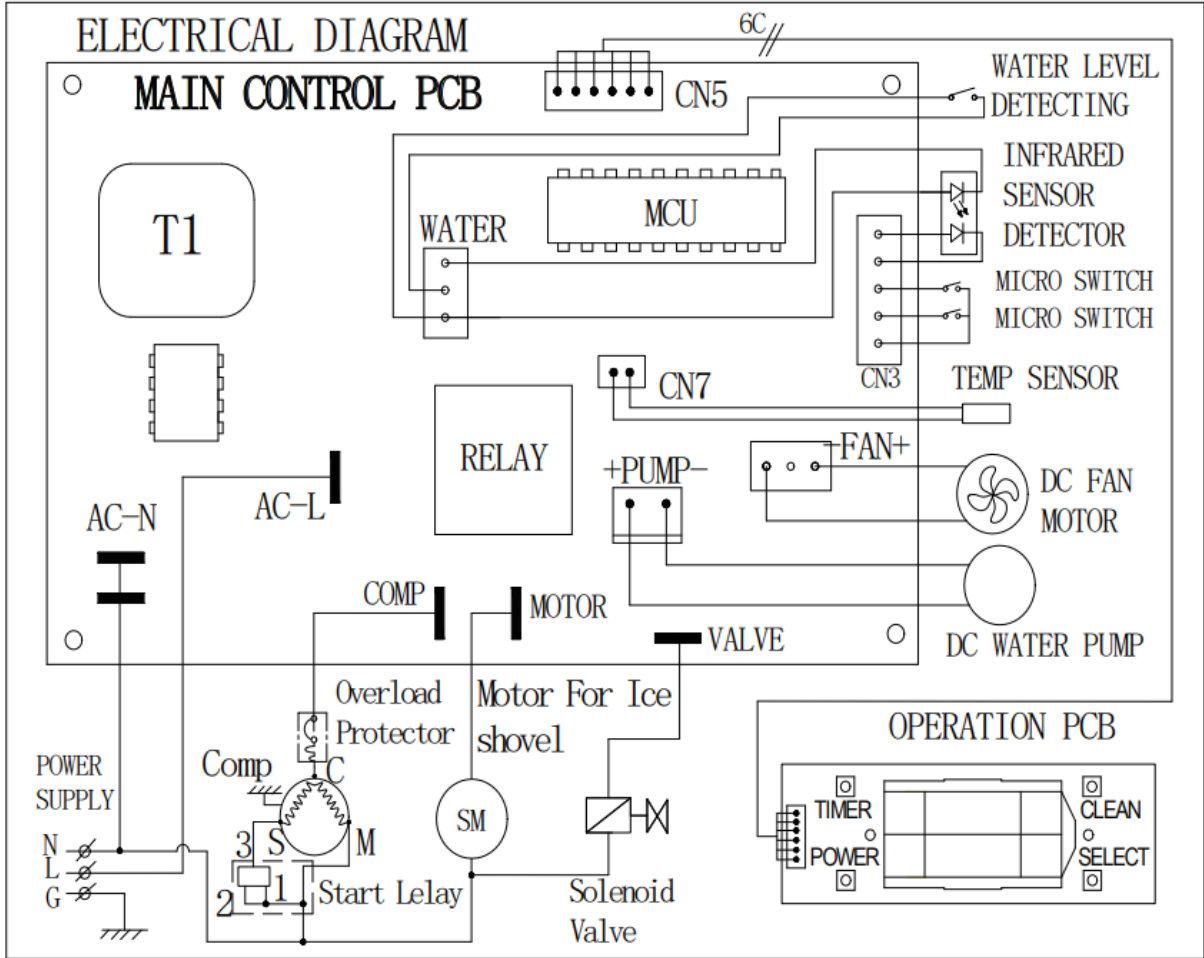 ELECTRICAL DIAGRAM
6C
MAIN CONTROL PCB
CN5
WATER LEVEL
DETECTING
INFRARED
SENSOR
DETECTOR
T1
MCU
WATER
MICRO SWITCH
MICRO SWITCH
CN3
CN7
TEMP SENSOR
RELAY
-FAN+
+PUMP-
DC FAN
MOTOR
AC-N
AC-L
COMP
MOTOR
VALVE
DC WATER PUMP
Overload
Protector
Motor For Ice
shovel
OPERATION PCB
Comp
C
POWER
SUPPLY
TIMER
CLEAN
SM
N
3
S
M
POWER
SELECT
L
1
Start Lelay
G
2
Solenoid
Valve